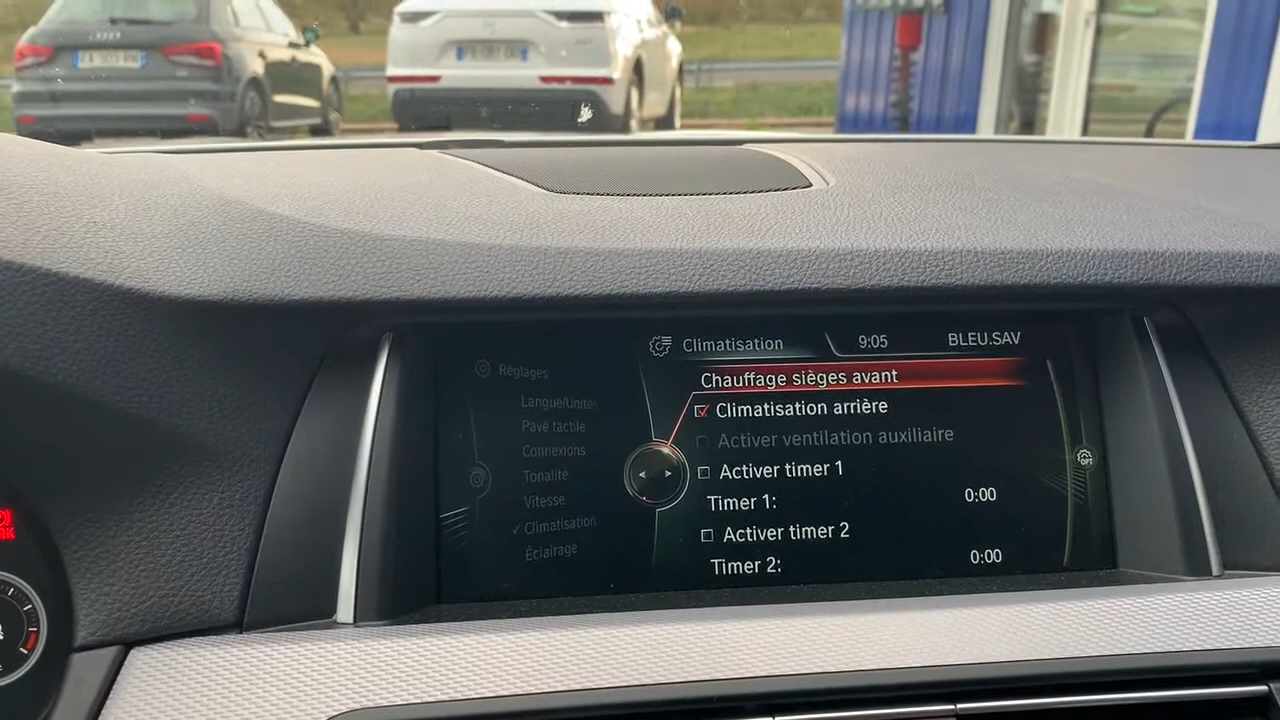 Climatisation 9:05 BLEU.SAV
Réglages
Langue/Unités
Pavé tactile
Connexions
Tonalité
Vitesse
Climatisation
Éclairage
Chauffage sièges avant
Climatisation arrière
Activer ventilation auxiliaire
Activer timer 1
Timer 1: 0:00
Activer timer 2
Timer 2: 0:00
OPT